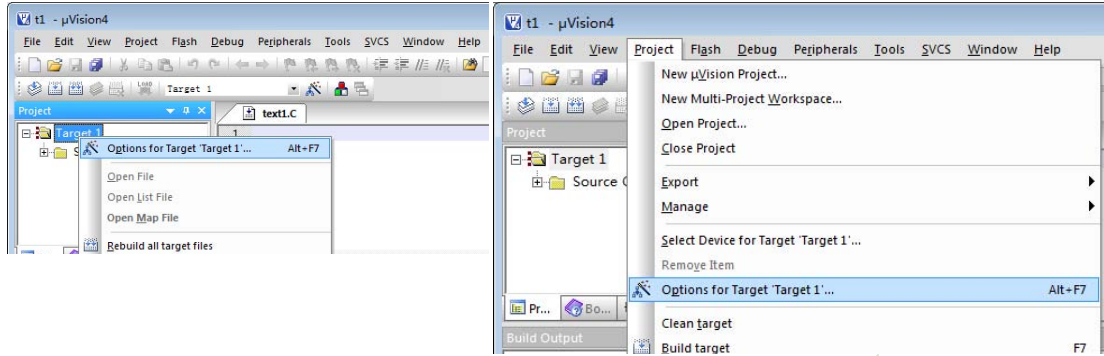 t1 - µVision4
File Edit View Project Flash Debug Peripherals Tools SVCS Window Help
Target 1
Project
text1.C
Target 1
1
S
Options for Target 'Target 1'... Alt+F7
Open File
Open List File
Open Map File
Rebuild all target files
t1 - µVision4
File Edit View Project Flash Debug Peripherals Tools SVCS Window Help
New µVision Project...
New Multi-Project Workspace...
Project
Open Project...
Target 1
Close Project
Source
Export
Manage
Select Device for Target 'Target 1'...
Remove Item
Options for Target 'Target 1'... Alt+F7
Pr... Bo...
Clean target
Build Output
Build target F7